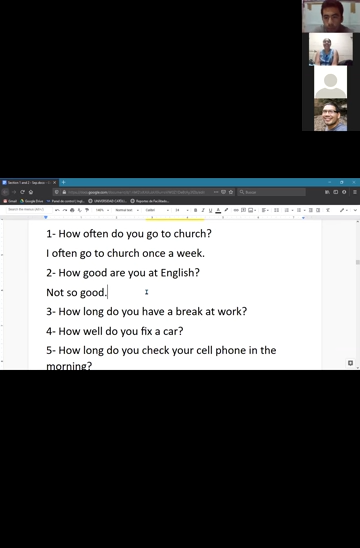 1- How often do you go to church?
I often go to church once a week.
2- How good are you at English?
Not so good.
3- How long do you have a break at work?
4- How well do you fix a car?
5- How long do you check your cell phone in the
morning?